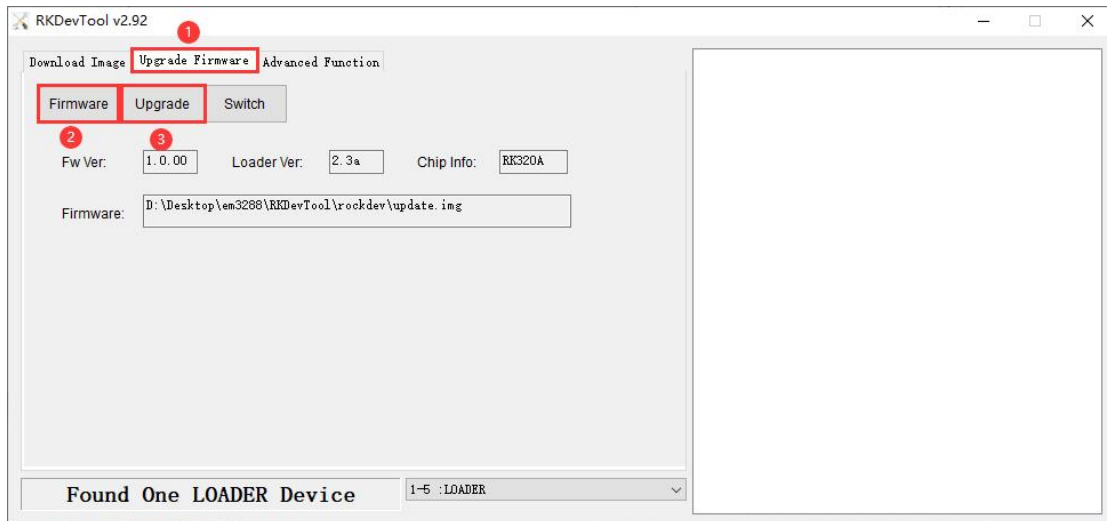 RKDevTool v2.92
1
Download Image Upgrade Firmware Advanced Function
Firmware Upgrade Switch
2 3
Fw Ver: 1.0.00 Loader Ver: 2.3a Chip Info: RK320A
Firmware: D:\Desktop\em3288\RKDevTool\rockdev\update.img
Found One LOADER Device 1-5 :LOADER